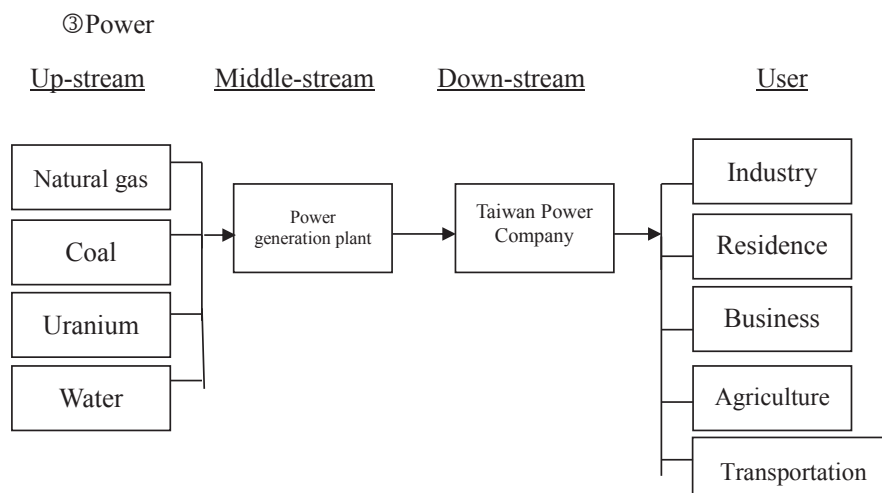 ③Power
Up-stream Middle-stream Down-stream User
Natural gas
Coal
Uranium
Water
Power
generation plant
Taiwan Power
Company
Industry
Residence
Business
Agriculture
Transportation